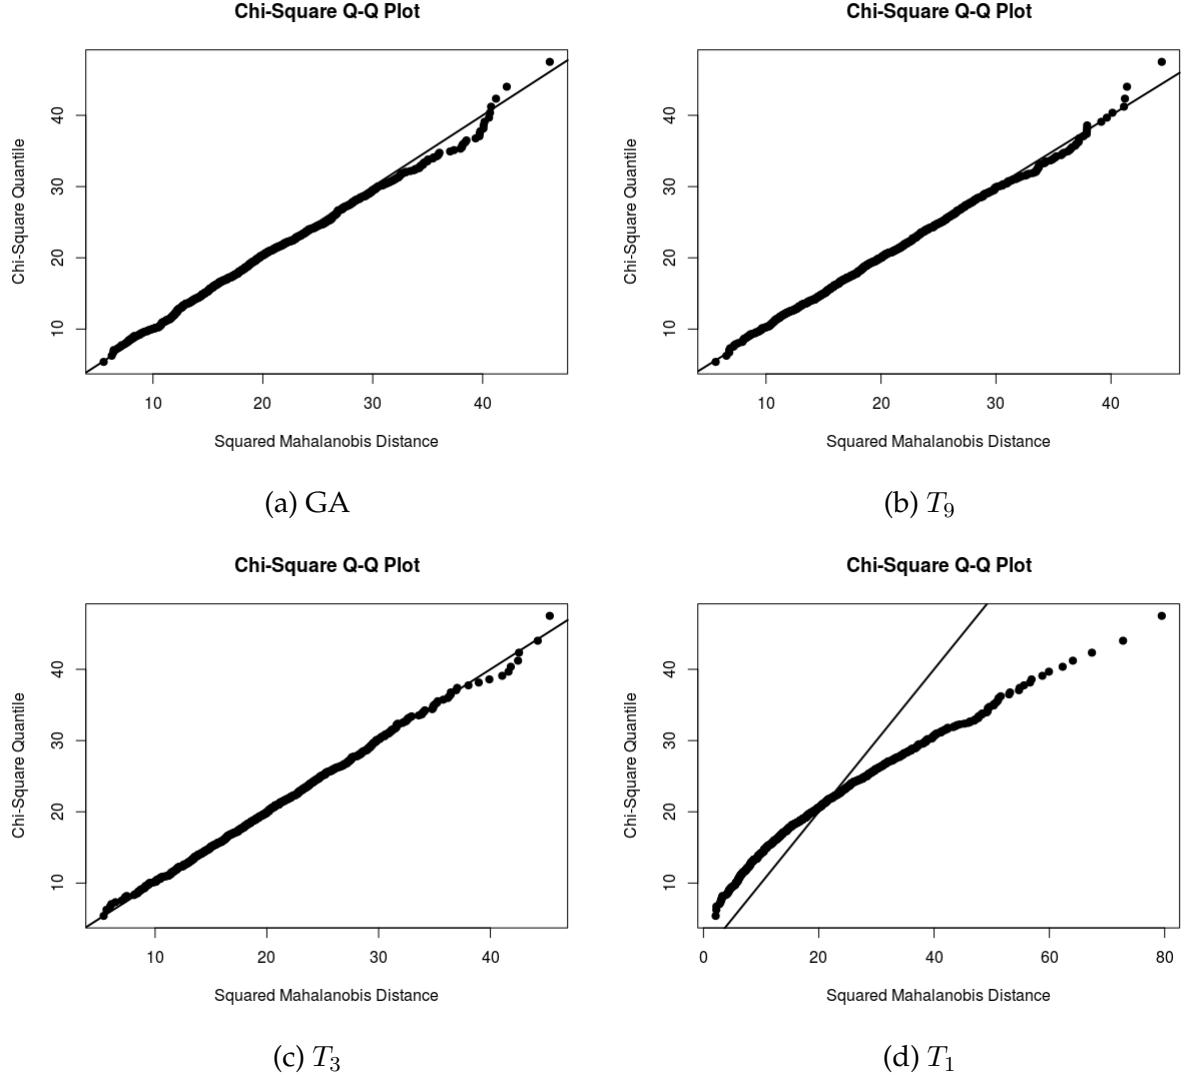 Chi-Square Q-Q Plot
Chi-Square Quantile
40
30
20
10
10 20 30 40
Squared Mahalanobis Distance
(a) GA
Chi-Square Q-Q Plot
Chi-Square Quantile
40
30
20
10
10 20 30 40
Squared Mahalanobis Distance
(b) T₉
Chi-Square Q-Q Plot
Chi-Square Quantile
40
30
20
10
10 20 30 40
Squared Mahalanobis Distance
(c) T₃
Chi-Square Q-Q Plot
Chi-Square Quantile
40
30
20
10
0 20 40 60 80
Squared Mahalanobis Distance
(d) T₁